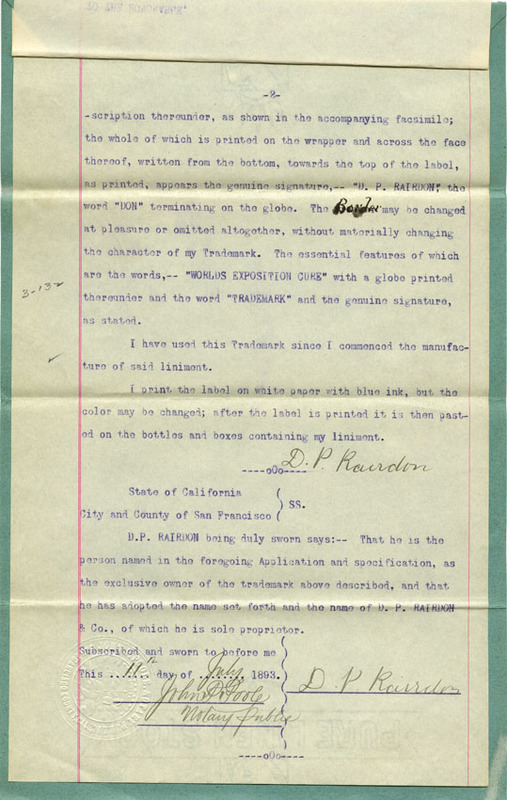 -2-
-scription thereunder, as shown in the accompanying facsimile;
the whole of which is printed on the wrapper and across the face
thereof, written from the bottom, towards the top of the label,
as printed, appears the genuine signature,-- "D. P. RAIRDON", the
word "DON" terminating on the globe. The Border may be changed
at pleasure or omitted altogether, without materially changing
the character of my Trademark. The essential features of which
are the words,-- "WORLDS EXPOSITION CURE" with a globe printed
3-132
thereunder and the word "TRADEMARK" and the genuine signature,
as stated.
I have used this Trademark since I commenced the manufac-
ture of said liniment.
I print the label on white paper with blue ink, but the
color may be changed; after the label is printed it is then past-
ed on the bottles and boxes containing my liniment.
D. P. Rairdon
----oOo----
State of California
City and County of San Francisco ( SS.
D.P. RAIRDON being duly sworn says:-- That he is the
person named in the foregoing Application and specification, as
the exclusive owner of the trademark above described, and that
he has adopted the name set forth and the name of D. P. RAIRDON
& Co., of which he is sole proprietor.
Subscribed and sworn to before me
This ....11th day of ..July.., 1893.
D P Rairdon
Notary Public
----oOo----